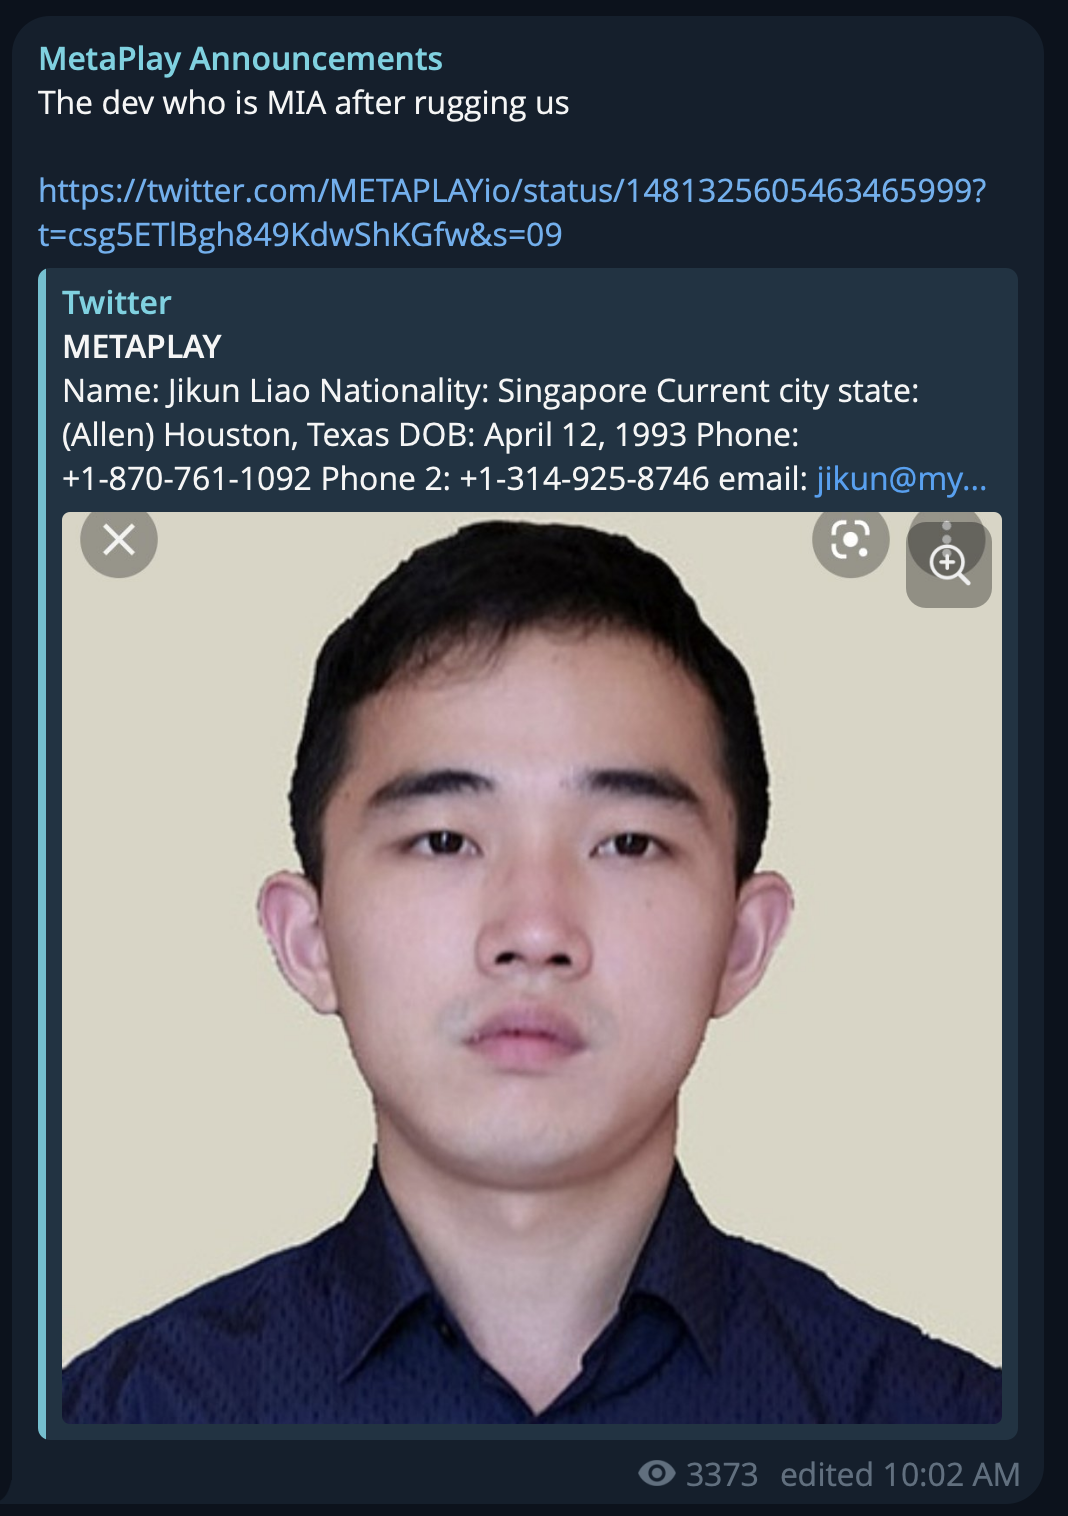 MetaPlay Announcements
The dev who is MIA after rugging us
https://twitter.com/METAPLAYio/status/1481325605463465999?
t=csg5ETlBgh849KdwShKGfw&s=09
Twitter
METAPLAY
Name: Jikun Liao Nationality: Singapore Current city state:
(Allen) Houston, Texas DOB: April 12, 1993 Phone:
+1-870-761-1092 Phone 2: +1-314-925-8746 email: jikun@my...
3373 edited 10:02 AM